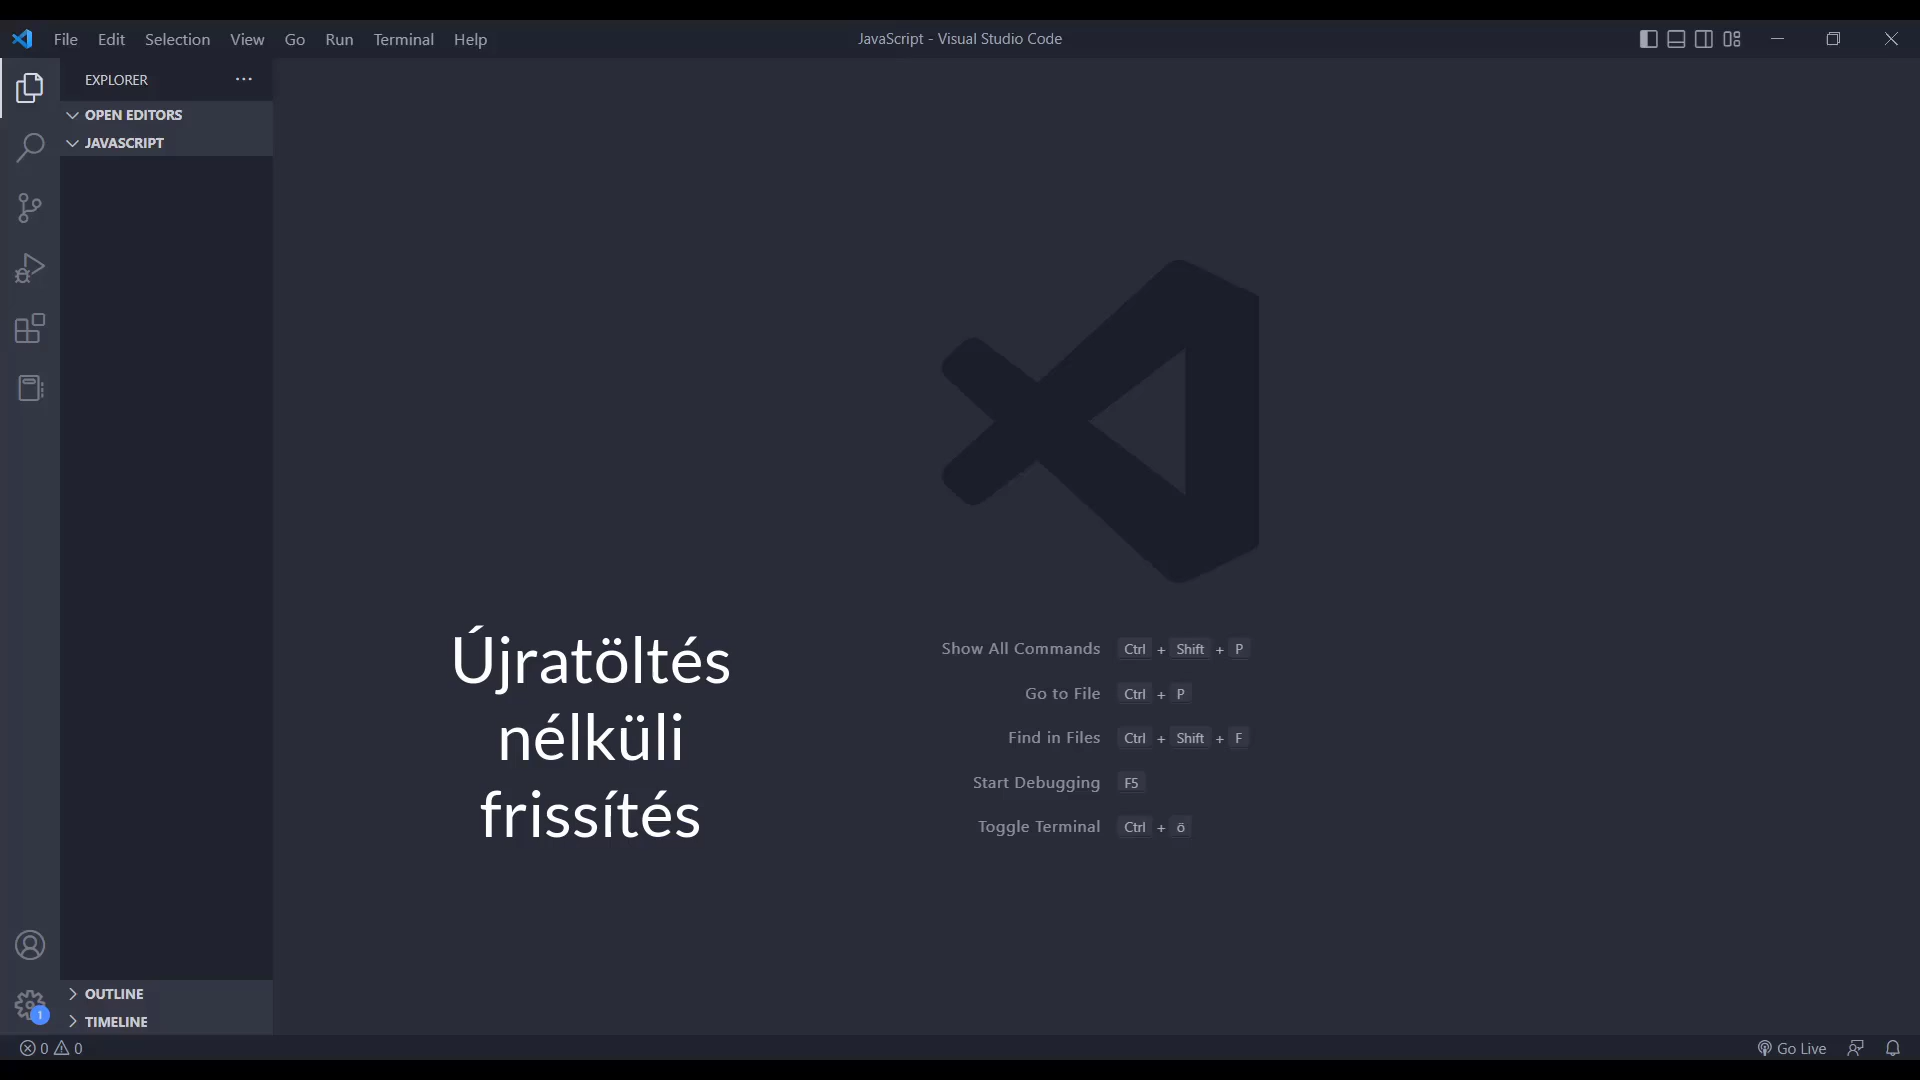 File Edit Selection View Go Run Terminal Help
JavaScript - Visual Studio Code
EXPLORER
OPEN EDITORS
JAVASCRIPT
Újratöltés
nélküli
frissítés
Show All Commands Ctrl + Shift + P
Go to File Ctrl + P
Find in Files Ctrl + Shift + F
Start Debugging F5
Toggle Terminal Ctrl + ö
OUTLINE
1
TIMELINE
0 0
Go Live